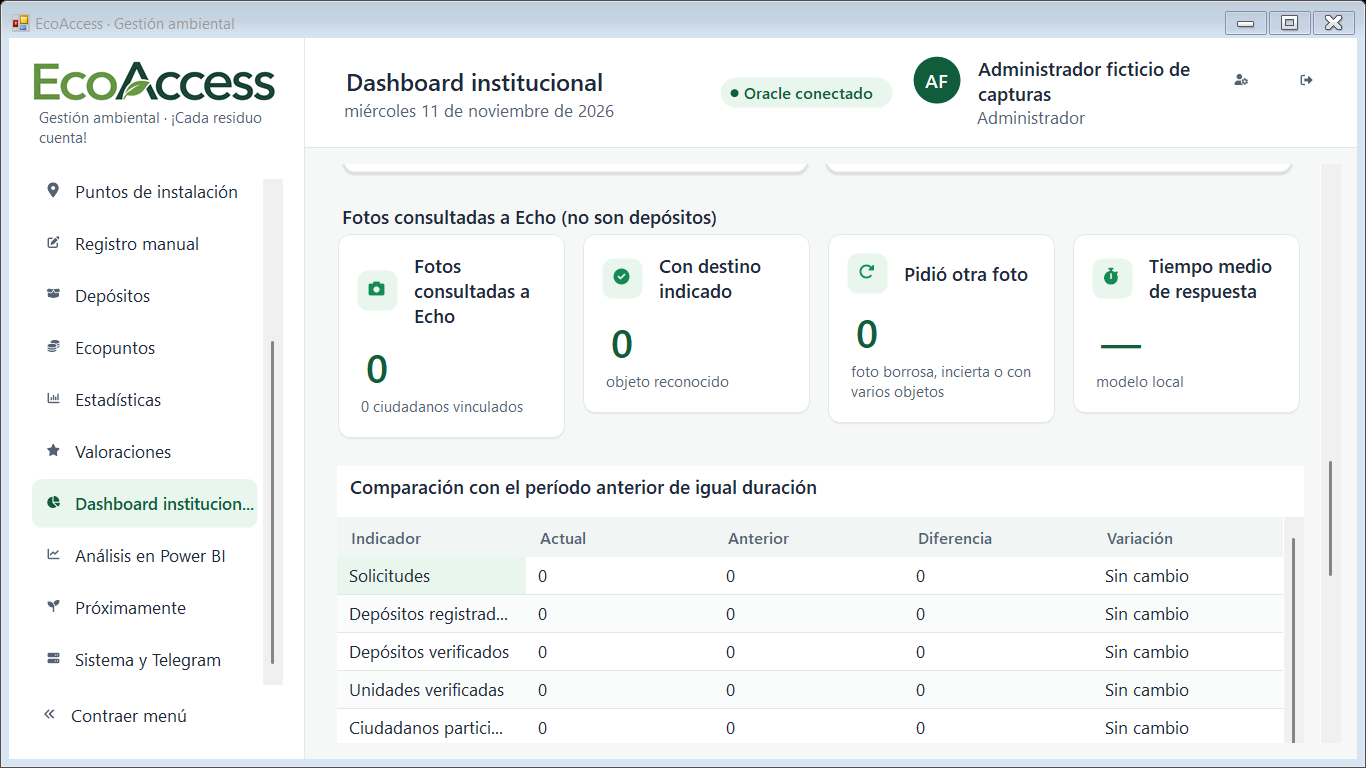 EcoAccess · Gestión ambiental
EcoAccess
Gestión ambiental · ¡Cada residuo
cuenta!
Puntos de instalación
Registro manual
Depósitos
Ecopuntos
Estadísticas
Valoraciones
Dashboard institucion...
Análisis en Power BI
Próximamente
Sistema y Telegram
Contraer menú
Dashboard institucional
miércoles 11 de noviembre de 2026
Oracle conectado
AF
Administrador ficticio de
capturas
Administrador
Fotos consultadas a Echo (no son depósitos)
Fotos
consultadas a
Echo
0
0 ciudadanos vinculados
Con destino
indicado
0
objeto reconocido
Pidió otra foto
0
foto borrosa, incierta o con
varios objetos
Tiempo medio
de respuesta
—
modelo local
Comparación con el período anterior de igual duración
Indicador Actual Anterior Diferencia Variación
Solicitudes 0 0 0 Sin cambio
Depósitos registrad... 0 0 0 Sin cambio
Depósitos verificados 0 0 0 Sin cambio
Unidades verificadas 0 0 0 Sin cambio
Ciudadanos partici... 0 0 0 Sin cambio